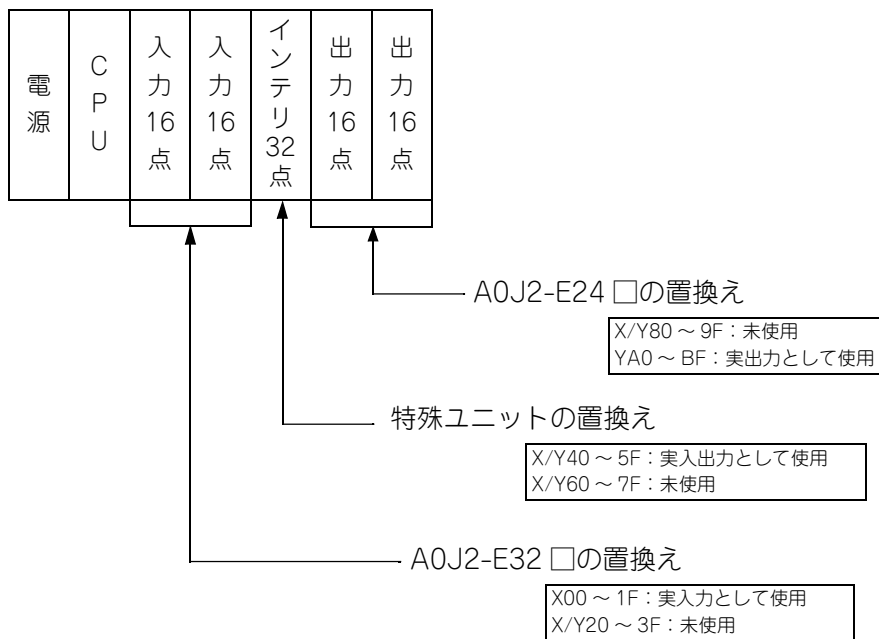 電源
CPU
入力16点
入力16点
インテリ32点
出力16点
出力16点
A0J2-E24 □の置換え
X/Y80 ～ 9F：未使用
YA0 ～ BF：実出力として使用
特殊ユニットの置換え
X/Y40 ～ 5F：実入出力として使用
X/Y60 ～ 7F：未使用
A0J2-E32 □の置換え
X00 ～ 1F：実入力として使用
X/Y20 ～ 3F：未使用